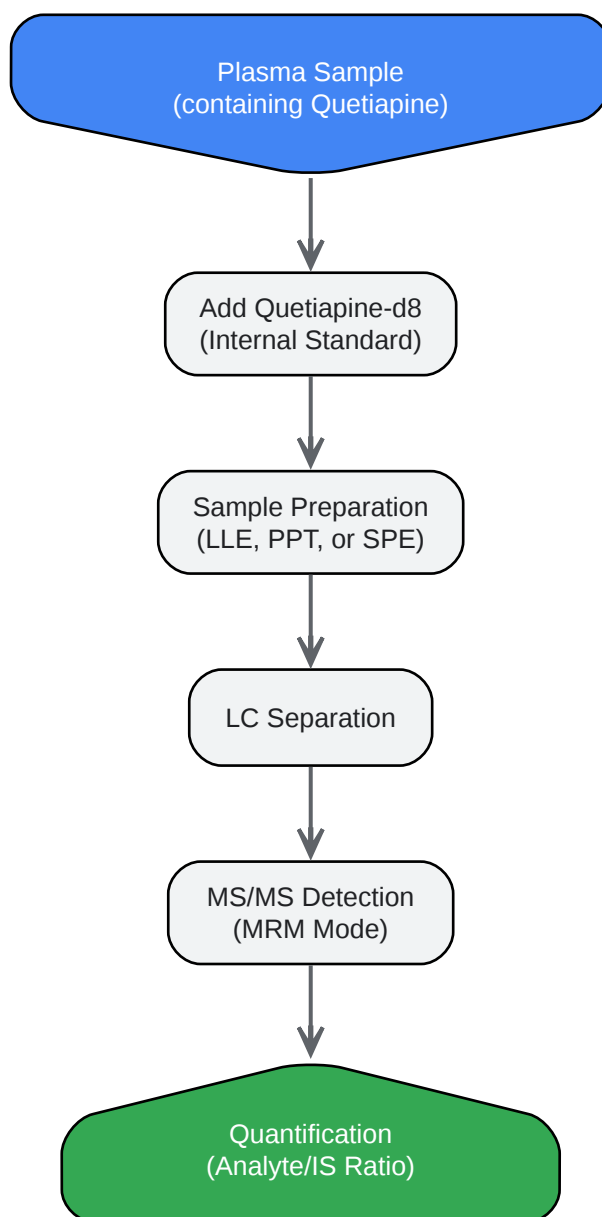 Plasma Sample
(containing Quetiapine)
Add Quetiapine-d8
(Internal Standard)
Sample Preparation
(LLE, PPT, or SPE)
LC Separation
MS/MS Detection
(MRM Mode)
Quantification
(Analyte/IS Ratio)